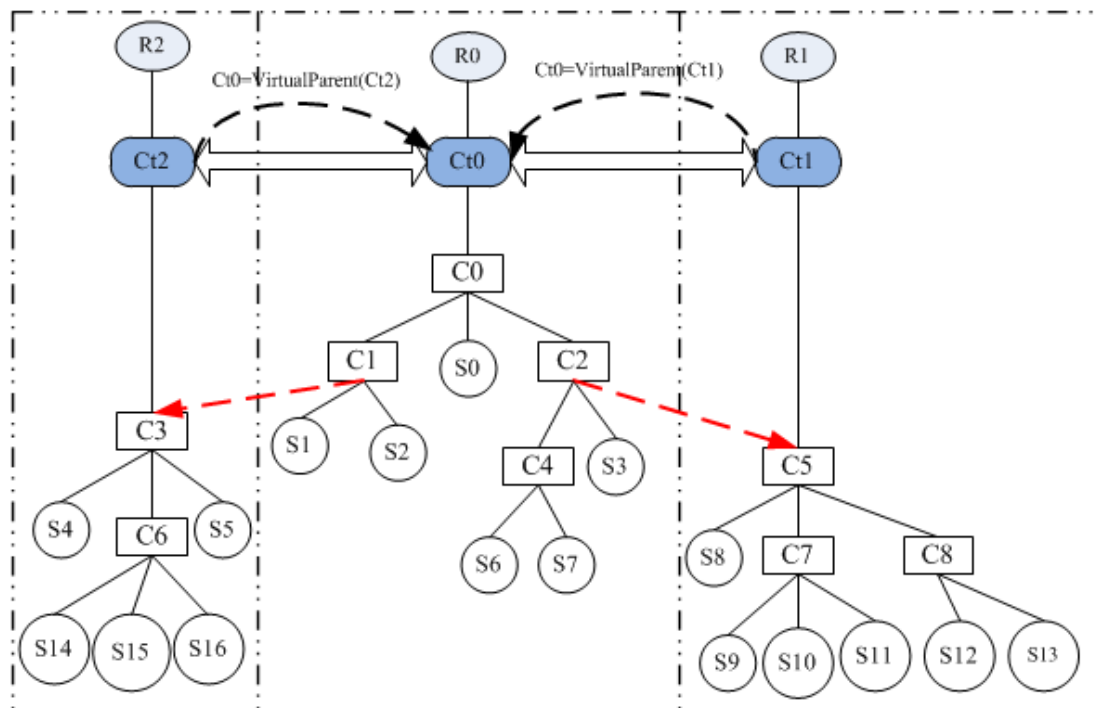 R2
R0
R1
Ct0=VirtualParent(Ct2)
Ct0=VirtualParent(Ct1)
Ct2
Ct0
Ct1
C0
C1
S0
C2
C3
S1
S2
C4
S3
C5
S4
C6
S5
S6
S7
S8
C7
C8
S14
S15
S16
S9
S10
S11
S12
S13